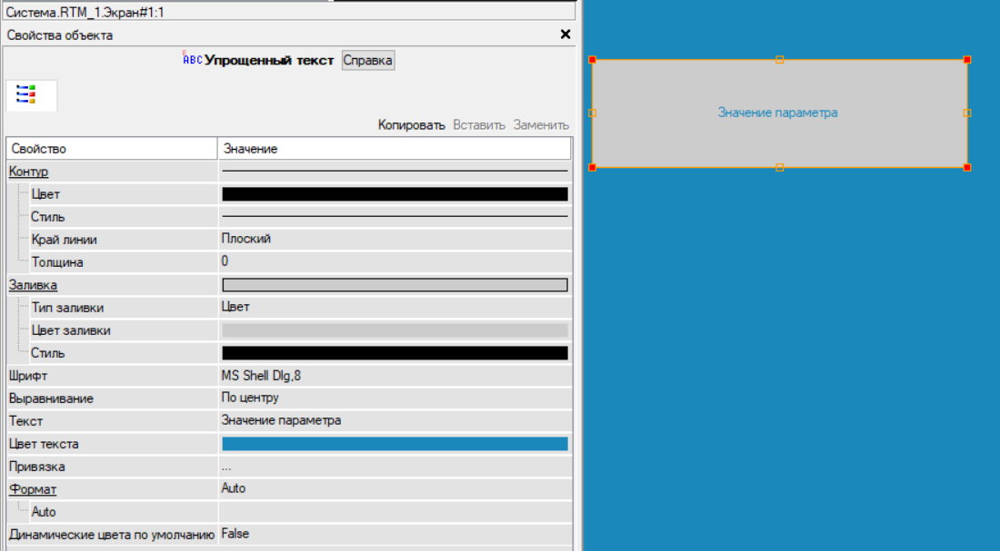 Система.RTM_1.Экран#1:1
Свойства объекта
ABC Упрощенный текст Справка
Копировать Вставить Заменить
Свойство Значение
Контур
Цвет
Стиль
Край линии Плоский
Толщина 0
Заливка
Тип заливки Цвет
Цвет заливки
Стиль
Шрифт MS Shell Dlg,8
Выравнивание По центру
Текст Значение параметра
Цвет текста
Привязка ...
Формат Auto
Auto
Динамические цвета по умолчанию False
Значение параметра